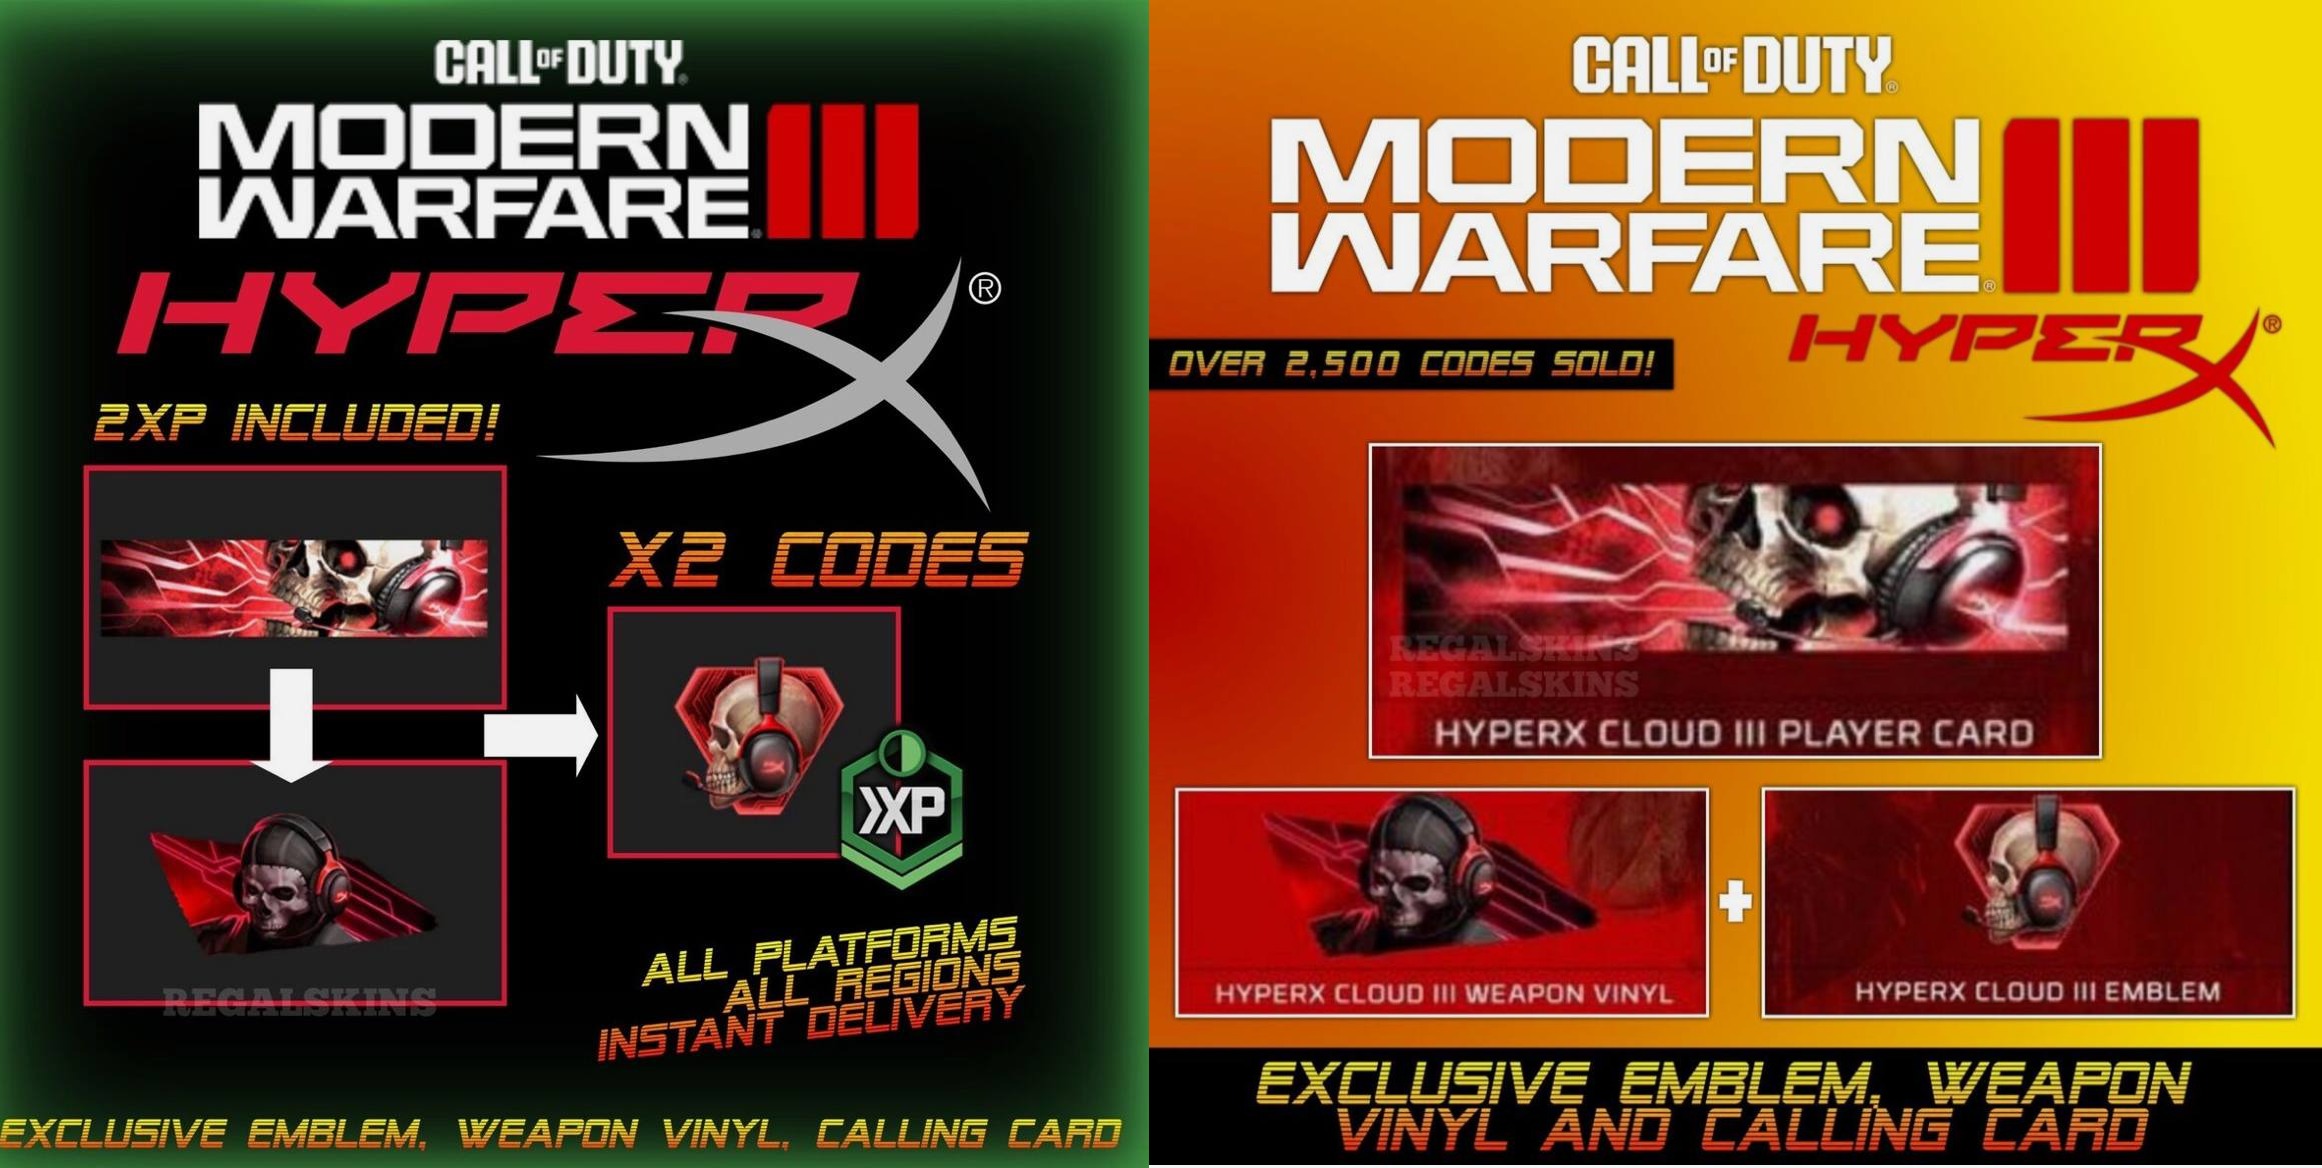 CALL OF DUTY®
MODERN
WARFARE® III
HYPERX®
2XP INCLUDED!
X2 CODES
XP
ALL PLATFORMS
ALL REGIONS
INSTANT DELIVERY
REGALSKINS
EXCLUSIVE EMBLEM, WEAPON VINYL, CALLING CARD
CALL OF DUTY®
MODERN
WARFARE® III
HYPERX®
OVER 2,500 CODES SOLD!
REGALSKINS
REGALSKINS
HYPERX CLOUD III PLAYER CARD
HYPERX CLOUD III WEAPON VINYL
+
HYPERX CLOUD III EMBLEM
EXCLUSIVE EMBLEM, WEAPON
VINYL AND CALLING CARD